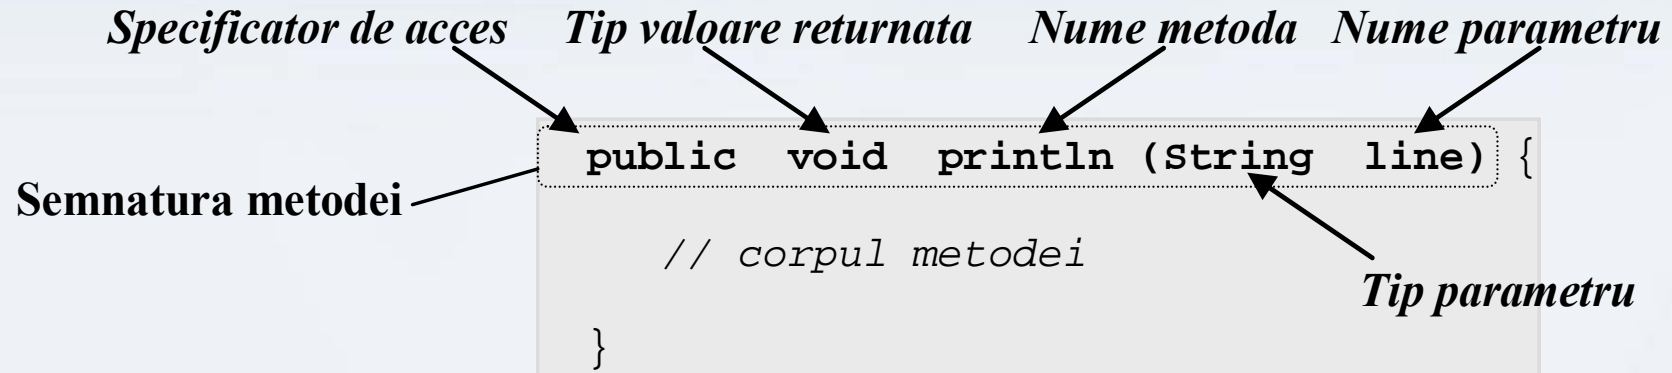 Specificator de acces Tip valoare returnata Nume metoda Nume parametru
public void println (String line) {
Semnatura metodei
// corpul metodei
Tip parametru
}